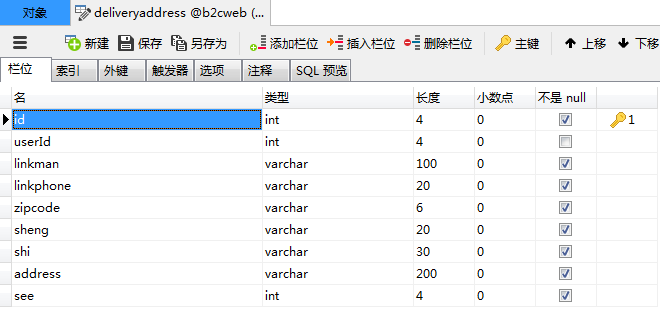 对象 deliveryaddress @b2cweb (...
新建 保存 另存为 添加栏位 插入栏位 删除栏位 主键 上移 下移
栏位 索引 外键 触发器 选项 注释 SQL 预览
名 类型 长度 小数点 不是 null
id int 4 0 1
userId int 4 0
linkman varchar 100 0
linkphone varchar 20 0
zipcode varchar 6 0
sheng varchar 20 0
shi varchar 30 0
address varchar 200 0
see int 4 0